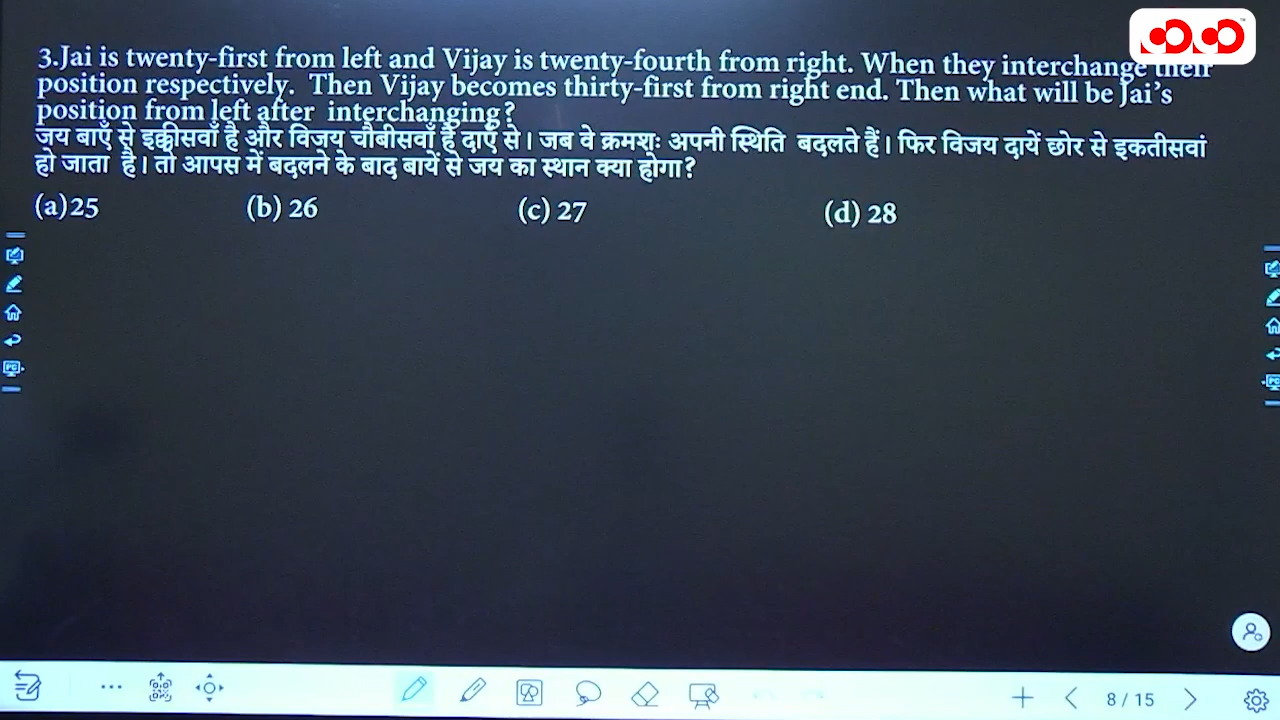 3.Jai is twenty-first from left and Vijay is twenty-fourth from right. When they interchange their
position respectively. Then Vijay becomes thirty-first from right end. Then what will be Jai's
position from left after interchanging?
जय बाएँ से इक्कीसवाँ है और विजय चौबीसवाँ है दाएँ से। जब वे क्रमशः अपनी स्थिति बदलते हैं। फिर विजय दायें छोर से इकतीसवां
हो जाता है। तो आपस में बदलने के बाद बायें से जय का स्थान क्या होगा?
(a)25 (b) 26 (c) 27 (d) 28
8 / 15